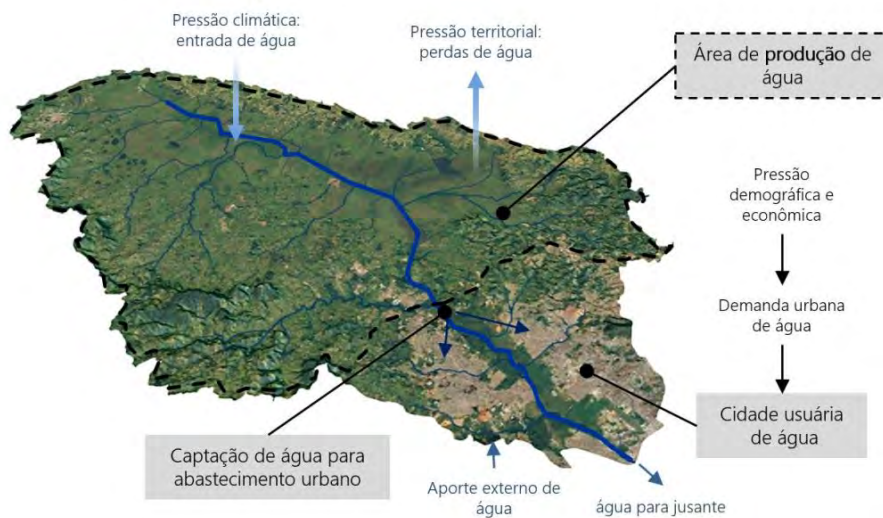 Pressão climática:
entrada de água
Pressão territorial:
perdas de água
Área de produção de
água
Pressão
demográfica e
econômica
Demanda urbana
de água
Cidade usuária
de água
Captação de água para
abastecimento urbano
Aporte externo de
água
água para jusante